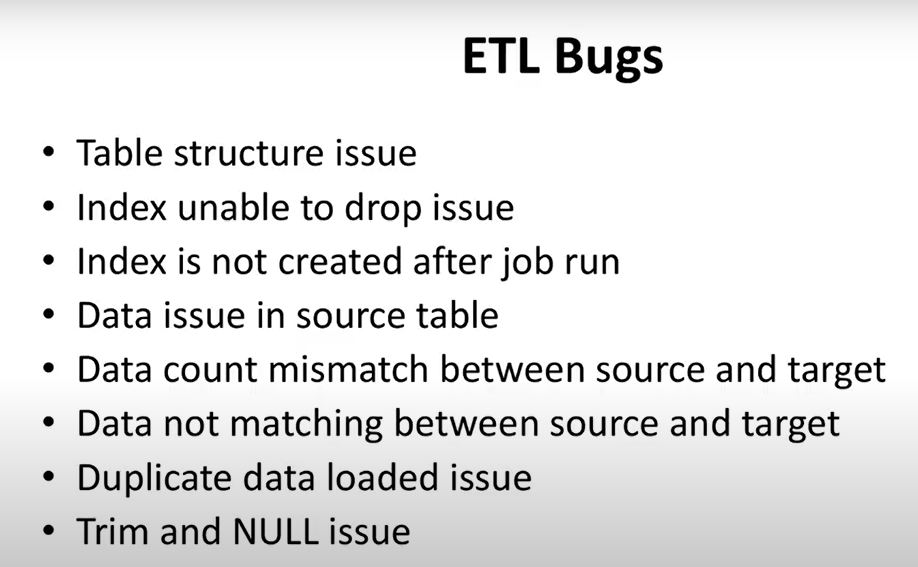 ETL Bugs
• Table structure issue
• Index unable to drop issue
• Index is not created after job run
• Data issue in source table
• Data count mismatch between source and target
• Data not matching between source and target
• Duplicate data loaded issue
• Trim and NULL issue